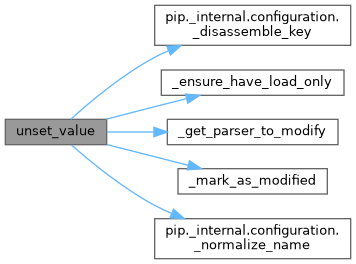 pip._internal.configuration.
_disassemble_key
_ensure_have_load_only
unset_value
_get_parser_to_modify
_mark_as_modified
pip._internal.configuration.
_normalize_name